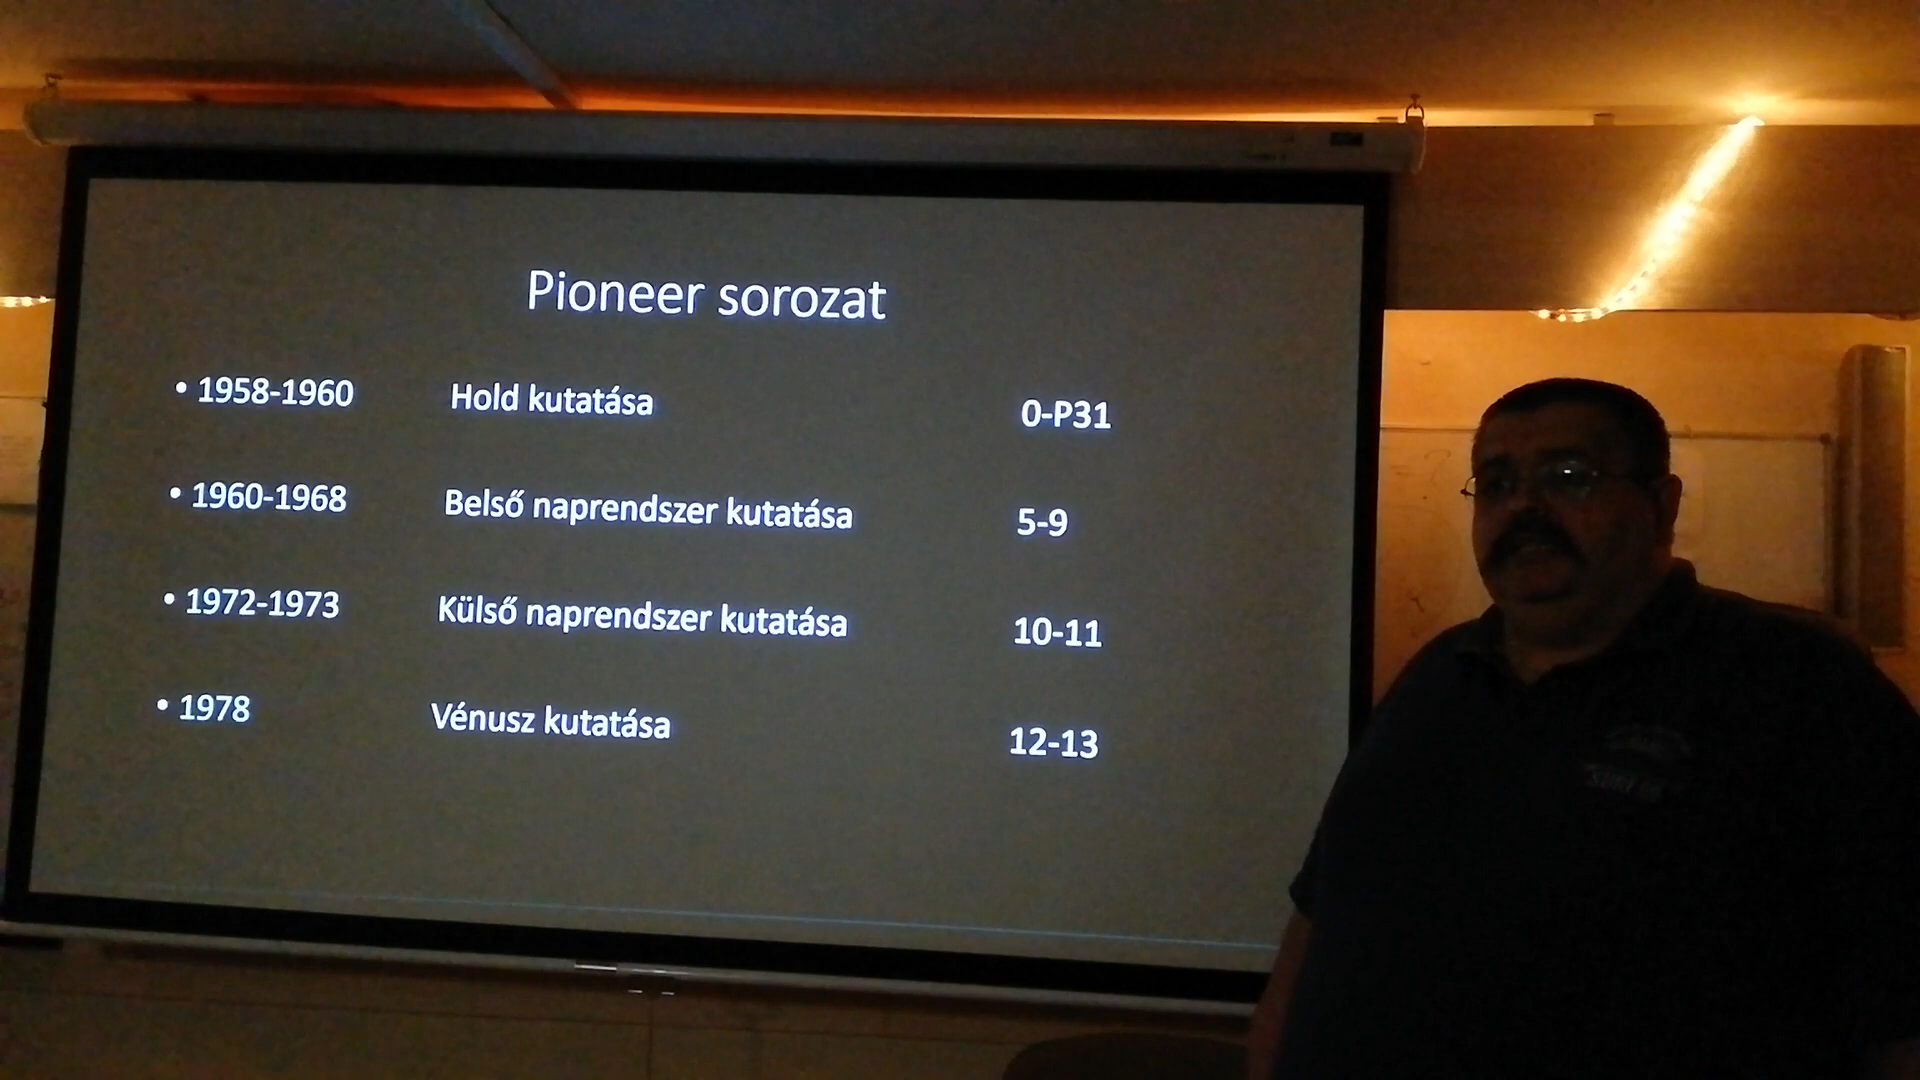 Pioneer sorozat
• 1958-1960 Hold kutatása 0-P31
• 1960-1968 Belső naprendszer kutatása 5-9
• 1972-1973 Külső naprendszer kutatása 10-11
• 1978 Vénusz kutatása 12-13